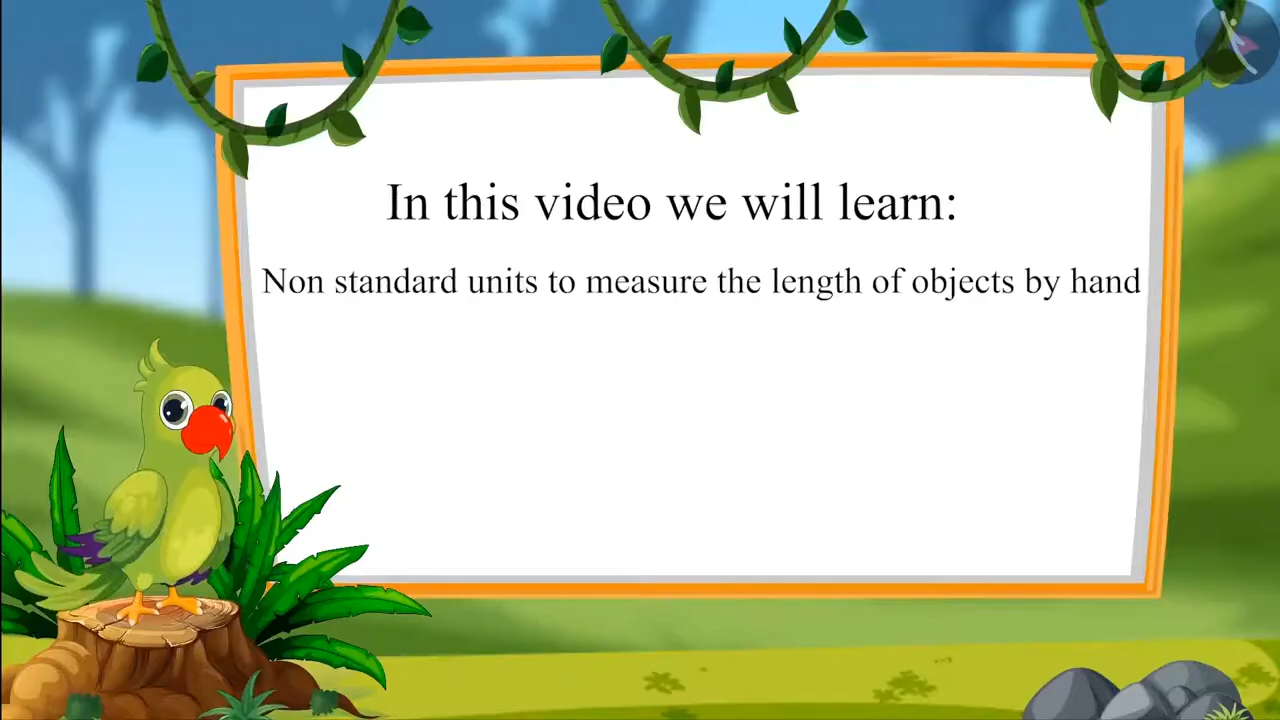 In this video we will learn:
Non standard units to measure the length of objects by hand